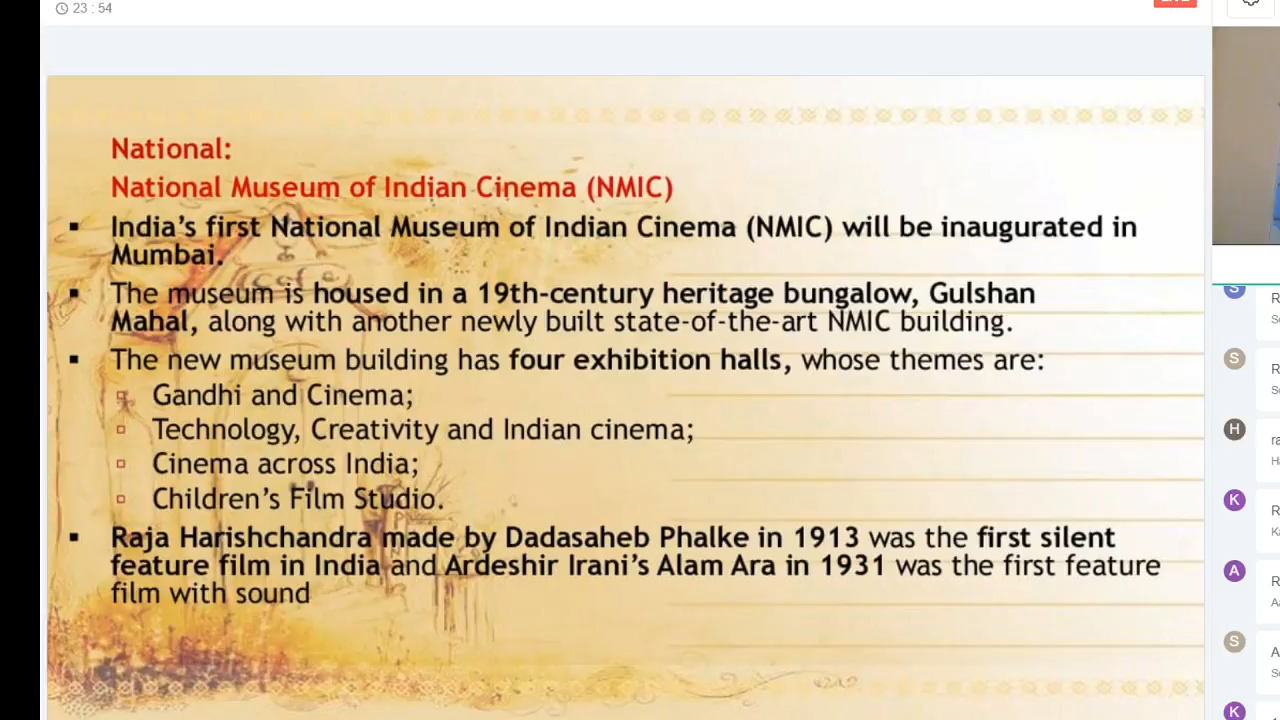 23 : 54
National:
National Museum of Indian Cinema (NMIC)
▪ India’s first National Museum of Indian Cinema (NMIC) will be inaugurated in
Mumbai.
▪ The museum is housed in a 19th-century heritage bungalow, Gulshan
Mahal, along with another newly built state-of-the-art NMIC building.
▪ The new museum building has four exhibition halls, whose themes are:
▫ Gandhi and Cinema;
▫ Technology, Creativity and Indian cinema;
▫ Cinema across India;
▫ Children’s Film Studio.
▪ Raja Harishchandra made by Dadasaheb Phalke in 1913 was the first silent
feature film in India and Ardeshir Irani’s Alam Ara in 1931 was the first feature
film with sound
S
S
H
K
A
S
K